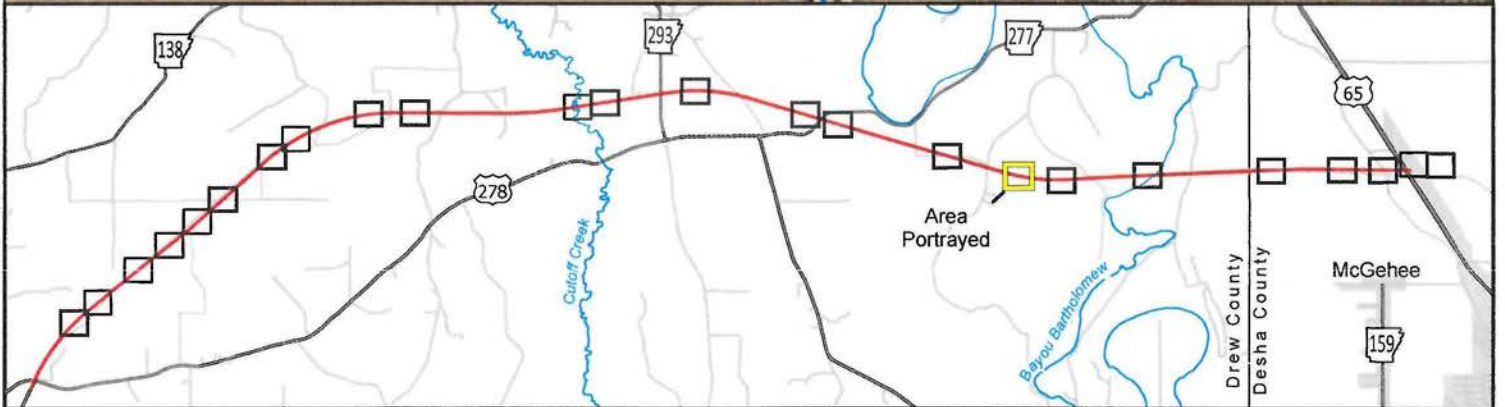 138
293
277
65
278
Area
Portrayed
Cutoff Creek
Bayou Bartholomew
Drew County
Desha County
McGehee
159